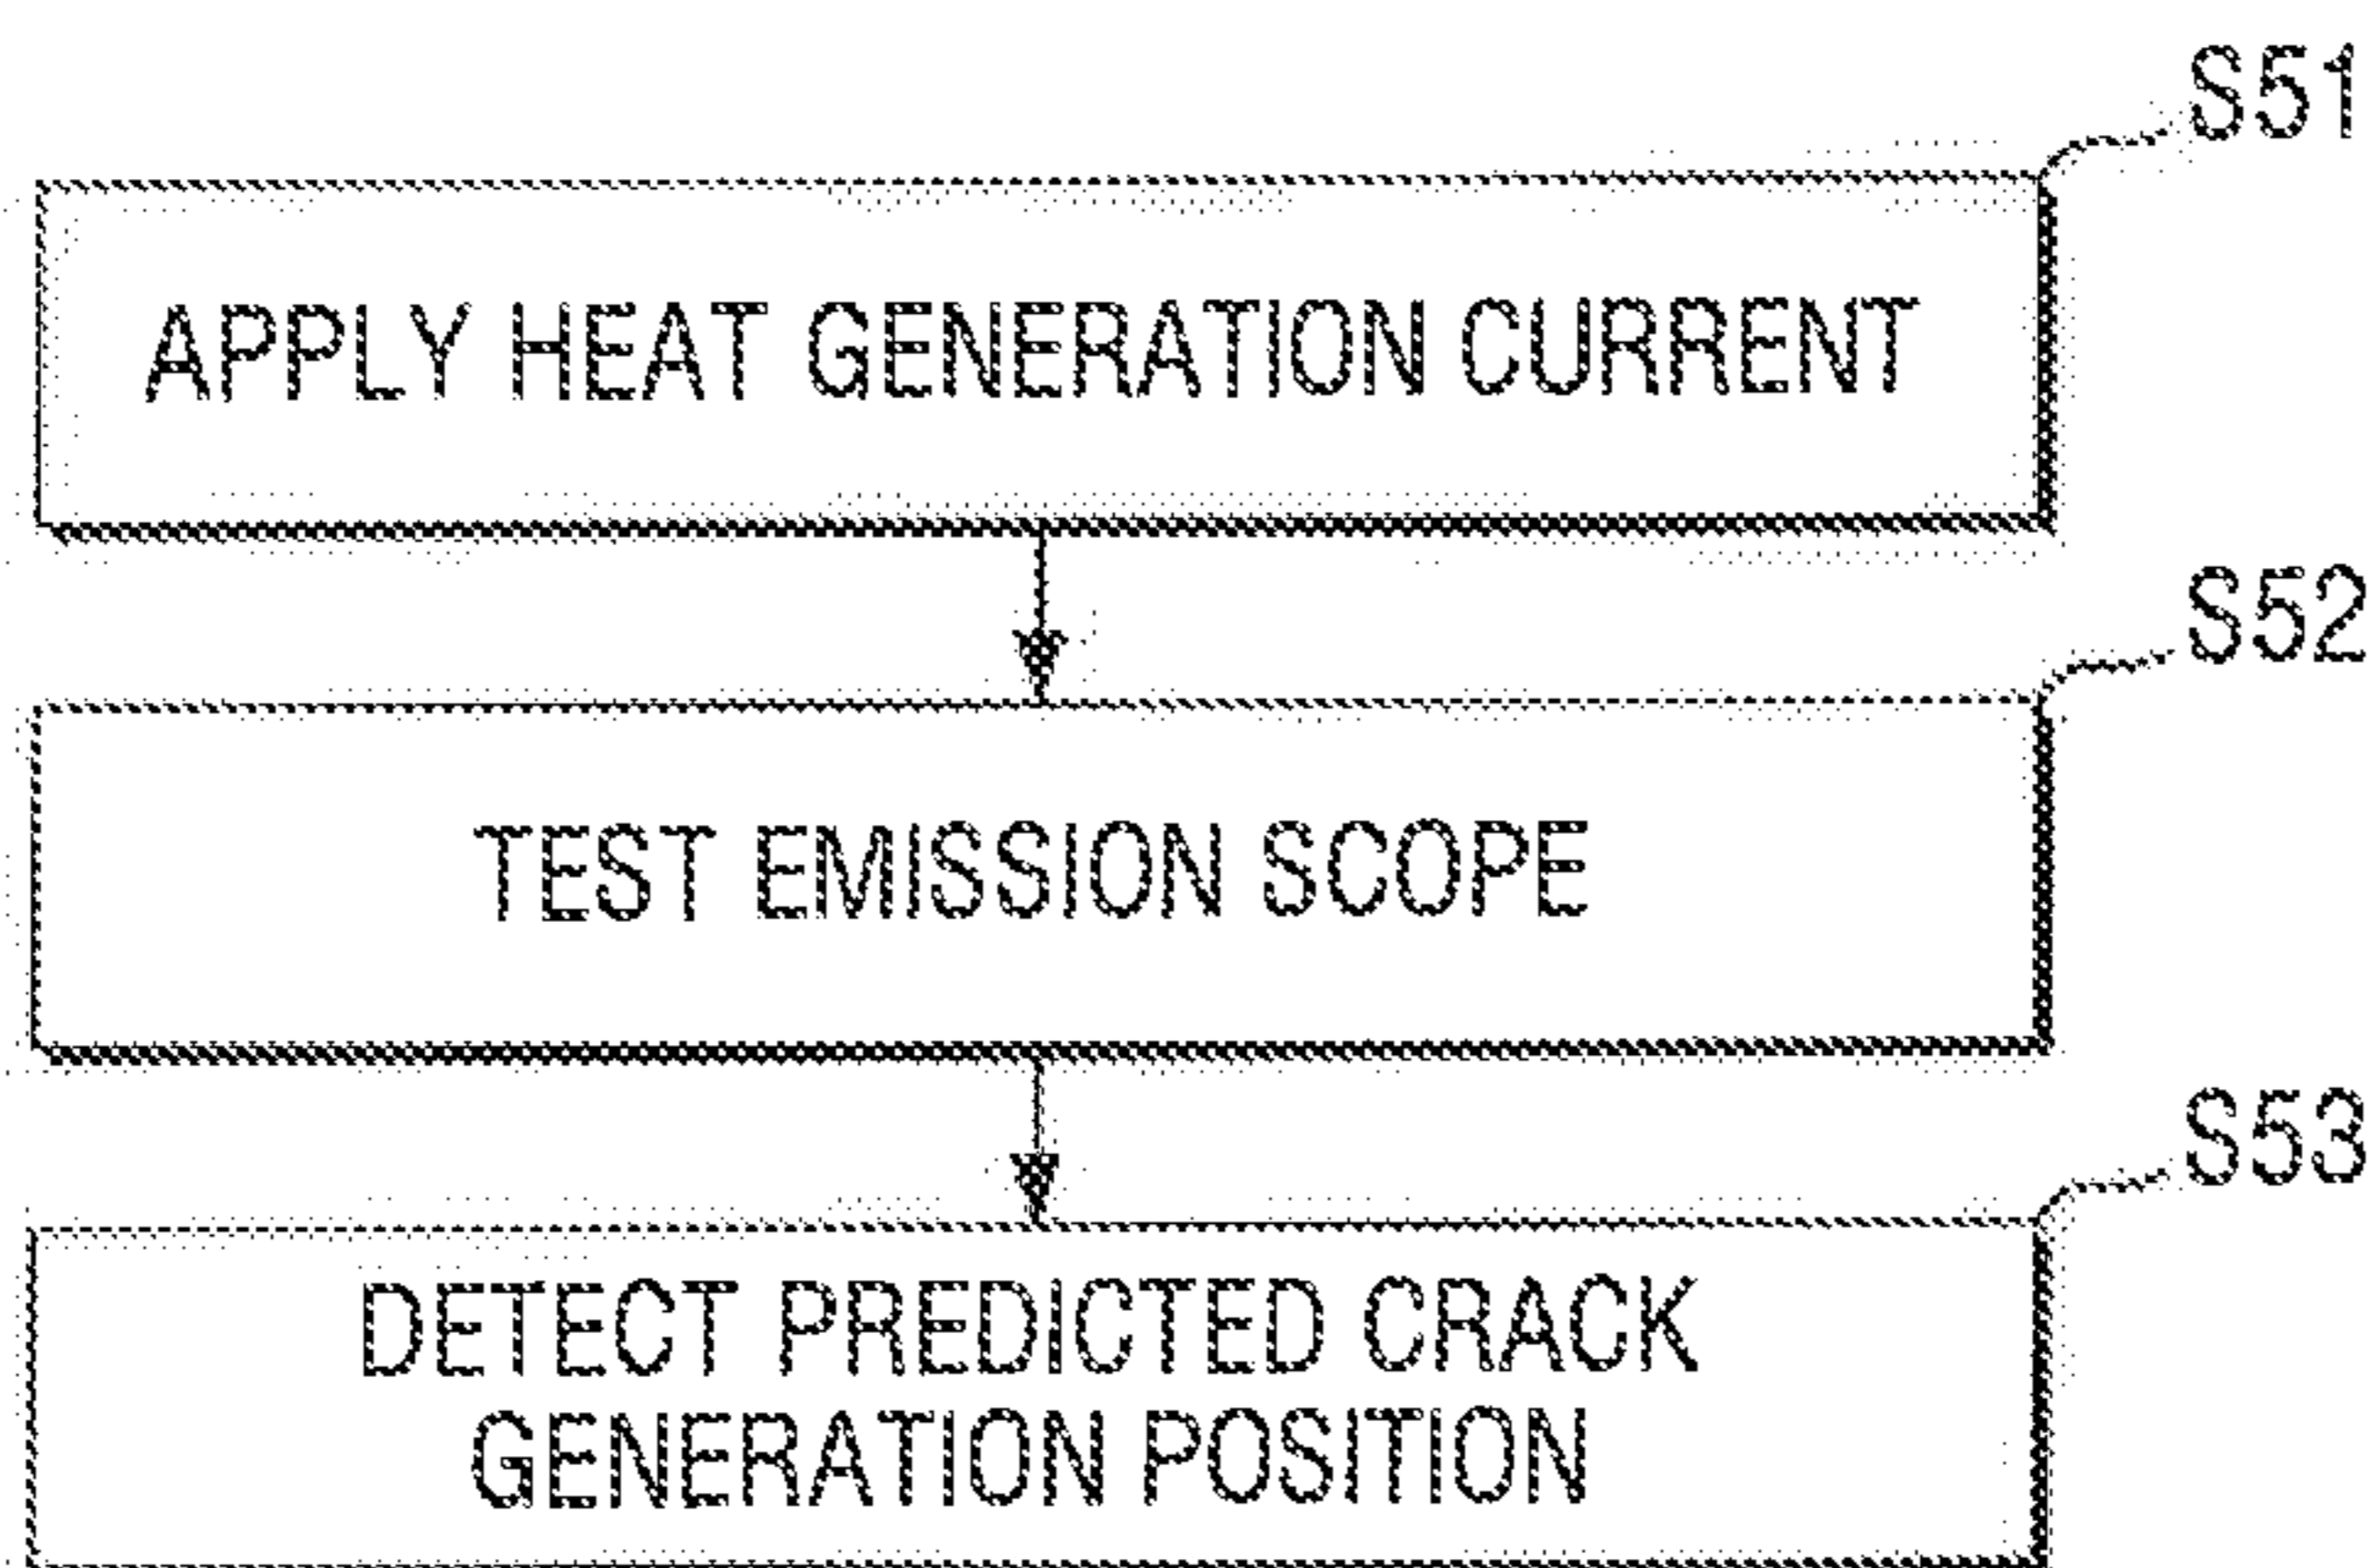 S51
APPLY HEAT GENERATION CURRENT
S52
TEST EMISSION SCOPE
S53
DETECT PREDICTED CRACK
GENERATION POSITION